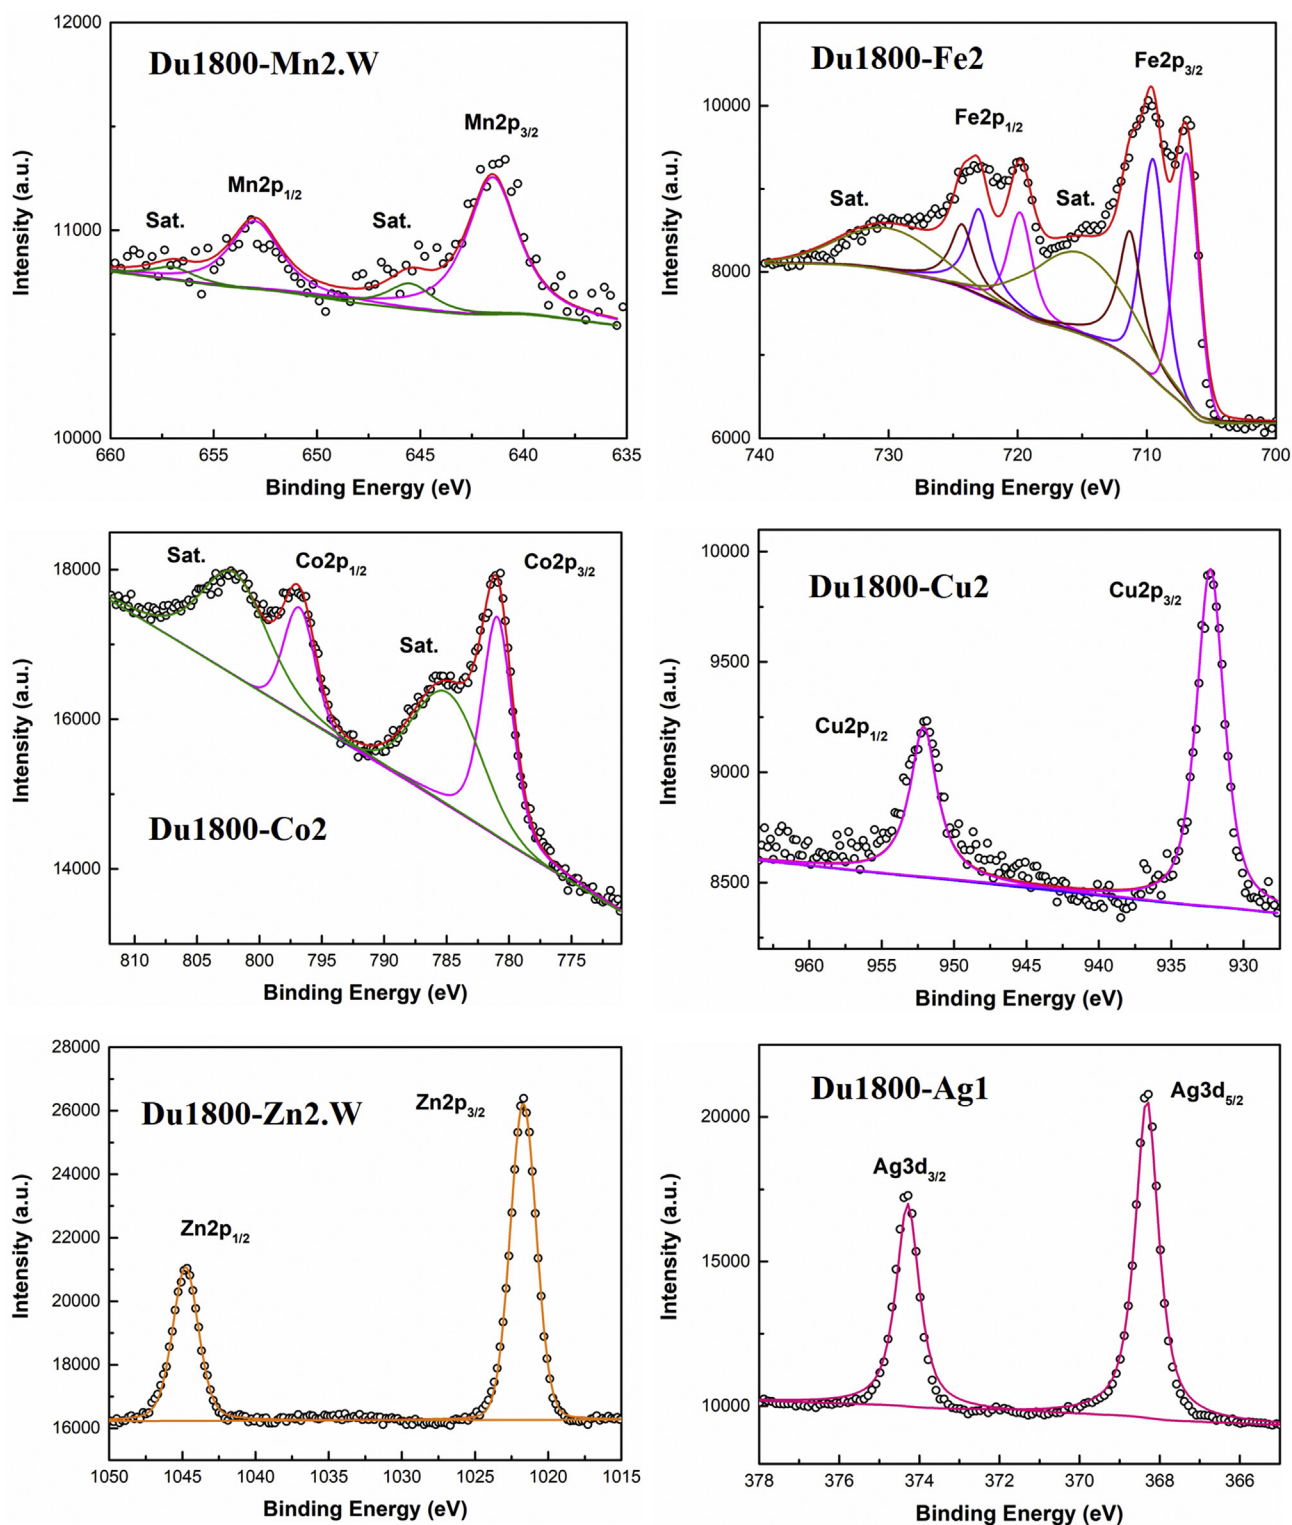 12000
11000
10000
Intensity (a.u.)
Du1800-Mn2.W
Mn2p3/2
Mn2p1/2
Sat.
Sat.
660 655 650 645 640 635
Binding Energy (eV)
10000
8000
6000
Intensity (a.u.)
Du1800-Fe2
Fe2p3/2
Fe2p1/2
Sat.
Sat.
740 730 720 710 700
Binding Energy (eV)
18000
16000
14000
Intensity (a.u.)
Sat.
Co2p1/2
Co2p3/2
Sat.
Du1800-Co2
810 805 800 795 790 785 780 775
Binding Energy (eV)
10000
9500
9000
8500
Intensity (a.u.)
Du1800-Cu2
Cu2p3/2
Cu2p1/2
960 955 950 945 940 935 930
Binding Energy (eV)
28000
26000
24000
22000
20000
18000
16000
Intensity (a.u.)
Du1800-Zn2.W
Zn2p3/2
Zn2p1/2
1050 1045 1040 1035 1030 1025 1020 1015
Binding Energy (eV)
20000
15000
10000
Intensity (a.u.)
Du1800-Ag1
Ag3d5/2
Ag3d3/2
378 376 374 372 370 368 366
Binding Energy (eV)